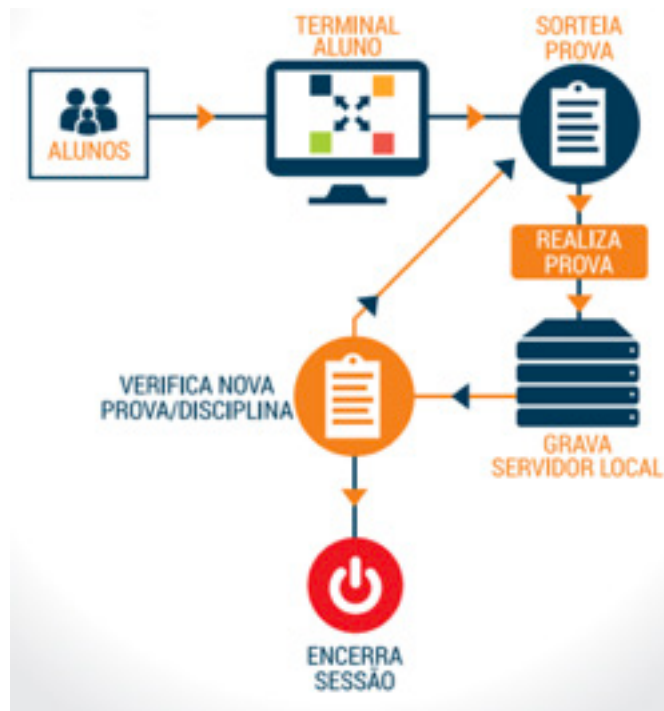 TERMINAL
ALUNO
SORTEIA
PROVA
ALUNOS
REALIZA
PROVA
VERIFICA NOVA
PROVA/DISCIPLINA
GRAVA
SERVIDOR LOCAL
ENCERRA
SESSÃO